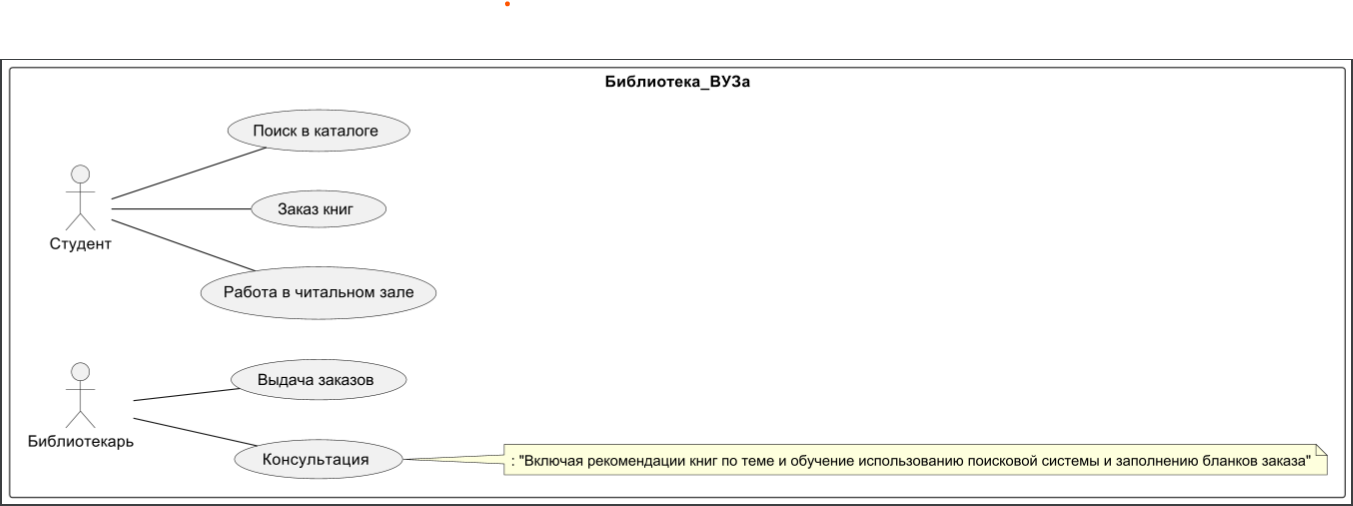 Библиотека_ВУЗа
Поиск в каталоге
Заказ книг
Студент
Работа в читальном зале
Выдача заказов
Библиотекарь
Консультация
: "Включая рекомендации книг по теме и обучение использованию поисковой системы и заполнению бланков заказа"